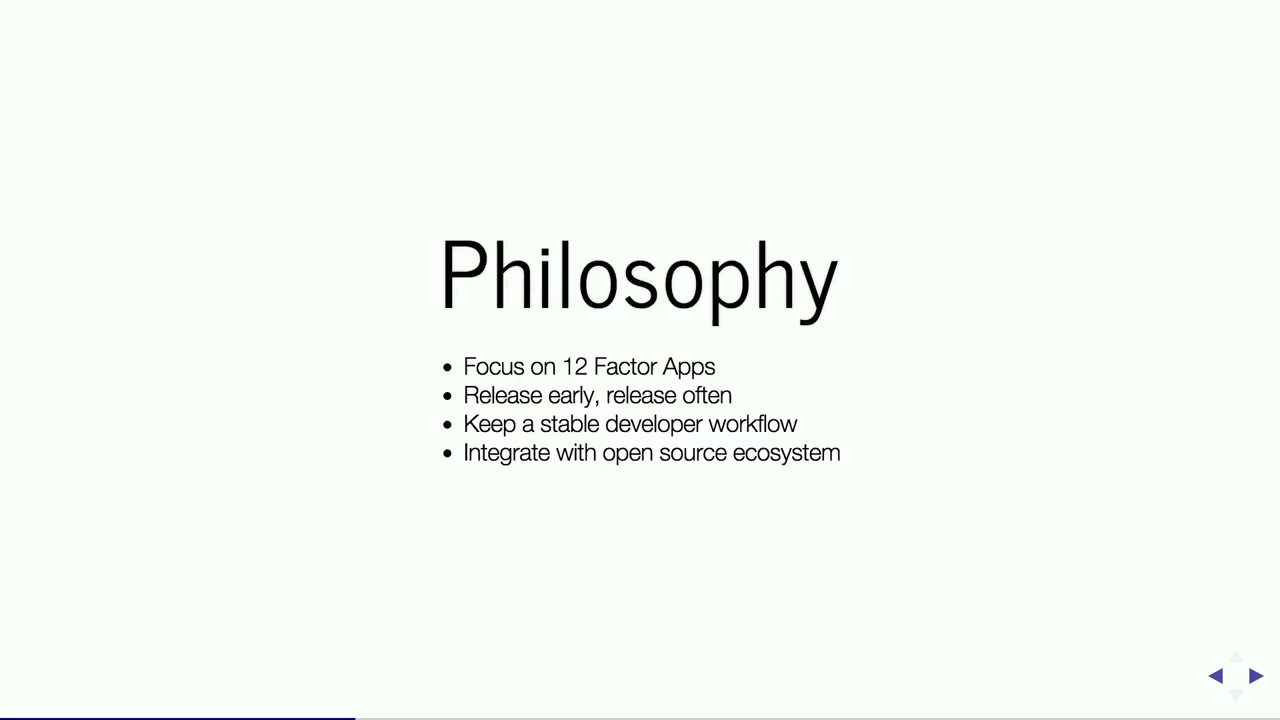 Philosophy
• Focus on 12 Factor Apps
• Release early, release often
• Keep a stable developer workflow
• Integrate with open source ecosystem